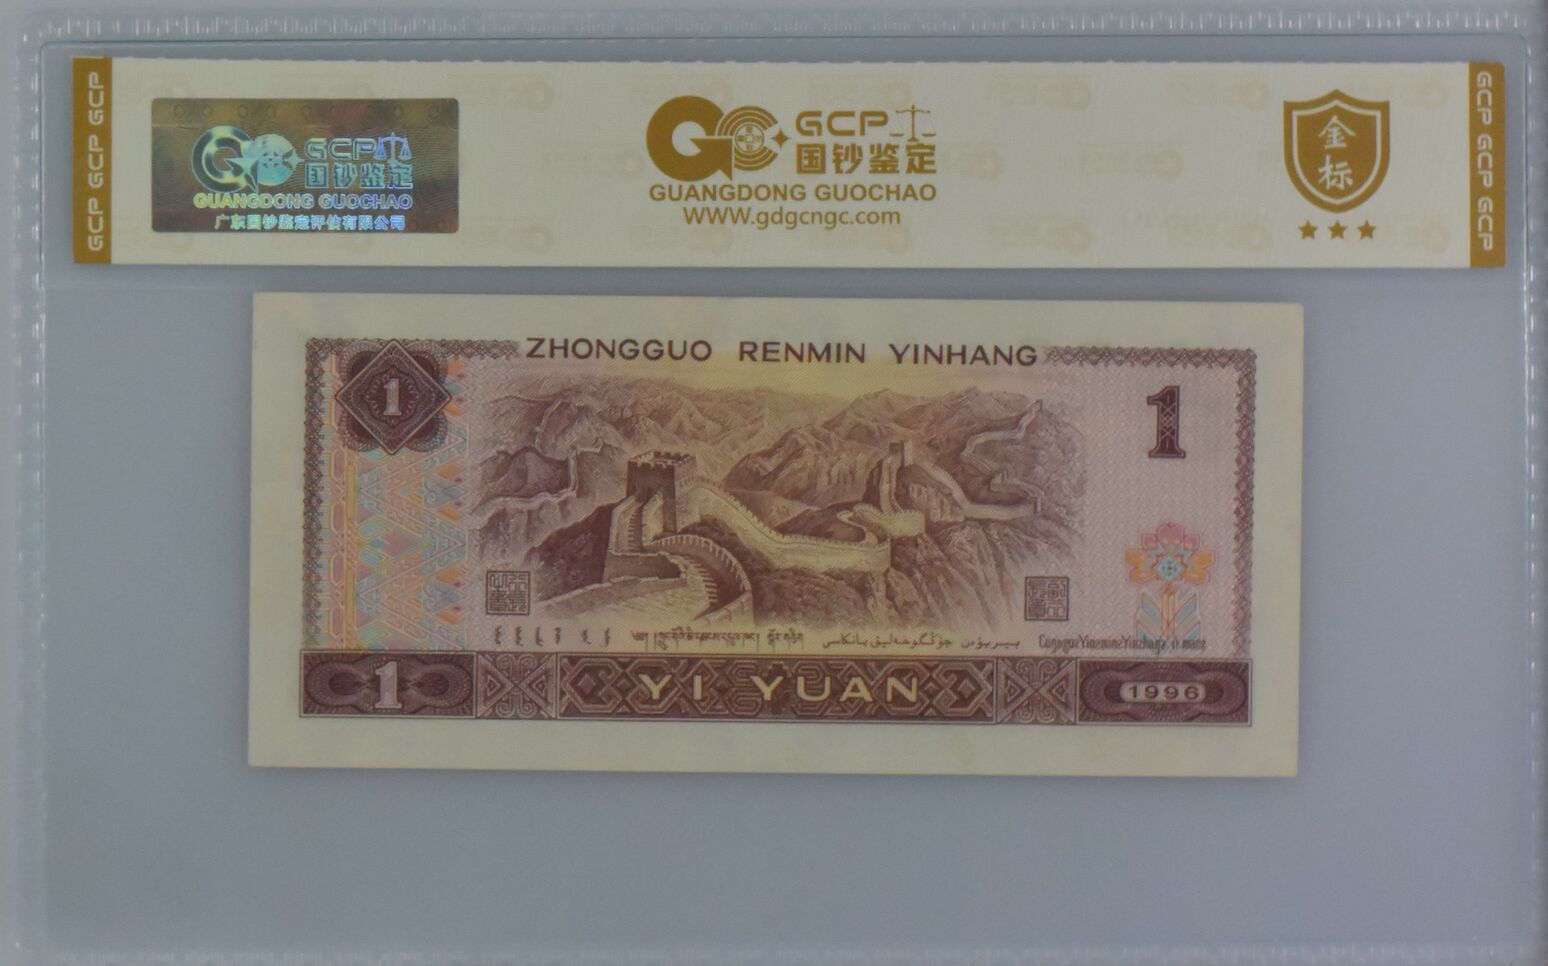 GCP GCP GCP
GCP
国钞鉴定
GUANGDONG GUOCHAO
广东国钞鉴定评估有限公司
GCP
国钞鉴定
GUANGDONG GUOCHAO
WWW.gdgcngc.com
金标
GCP GCP GCP
ZHONGGUO RENMIN YINHANG
1
1
1
YI YUAN
1996